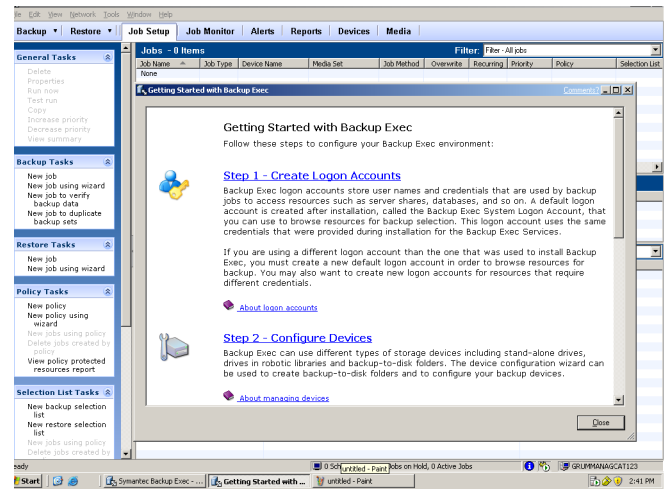 ile Edit View Network Tools Window Help
Backup Restore Job Setup Job Monitor Alerts Reports Devices Media
Jobs - 0 Items
Filter: Filter - All jobs
Job Name Job Type Device Name Media Set Job Method Overwrite Recurring Priority Policy Selection List
None
General Tasks
Delete
Properties
Run now
Test run
Copy
Increase priority
Decrease priority
View summary
Backup Tasks
New job
New job using wizard
New job to verify
backup data
New job to duplicate
backup sets
Restore Tasks
New job
New job using wizard
Policy Tasks
New policy
New policy using
wizard
New jobs using policy
Delete jobs created by
policy
View policy protected
resources report
Selection List Tasks
New backup selection
list
New restore selection
list
New jobs using policy
Delete jobs created by
Getting Started with Backup Exec
Comments?
Getting Started with Backup Exec
Follow these steps to configure your Backup Exec environment:
Step 1 - Create Logon Accounts
Backup Exec logon accounts store user names and credentials that are used by backup
jobs to access resources such as server shares, databases, and so on. A default logon
account is created after installation, called the Backup Exec System Logon Account, that
you can use to browse resources for backup selection. This logon account uses the same
credentials that were provided during installation for the Backup Exec Services.
If you are using a different logon account than the one that was used to install Backup
Exec, you must create a new default logon account in order to browse resources for
backup. You may also want to create new logon accounts for resources that require
different credentials.
About logon accounts
Step 2 - Configure Devices
Backup Exec can use different types of storage devices including stand-alone drives,
drives in robotic libraries and backup-to-disk folders. The device configuration wizard can
be used to create backup-to-disk folders and to configure your backup devices.
About managing devices
Close
eady
0 Sch
untitled - Paint
Jobs on Hold, 0 Active Jobs
GRUMMANAGCAT123
Start
Symantec Backup Exec - ...
Getting Started with ...
untitled - Paint
2:41 PM